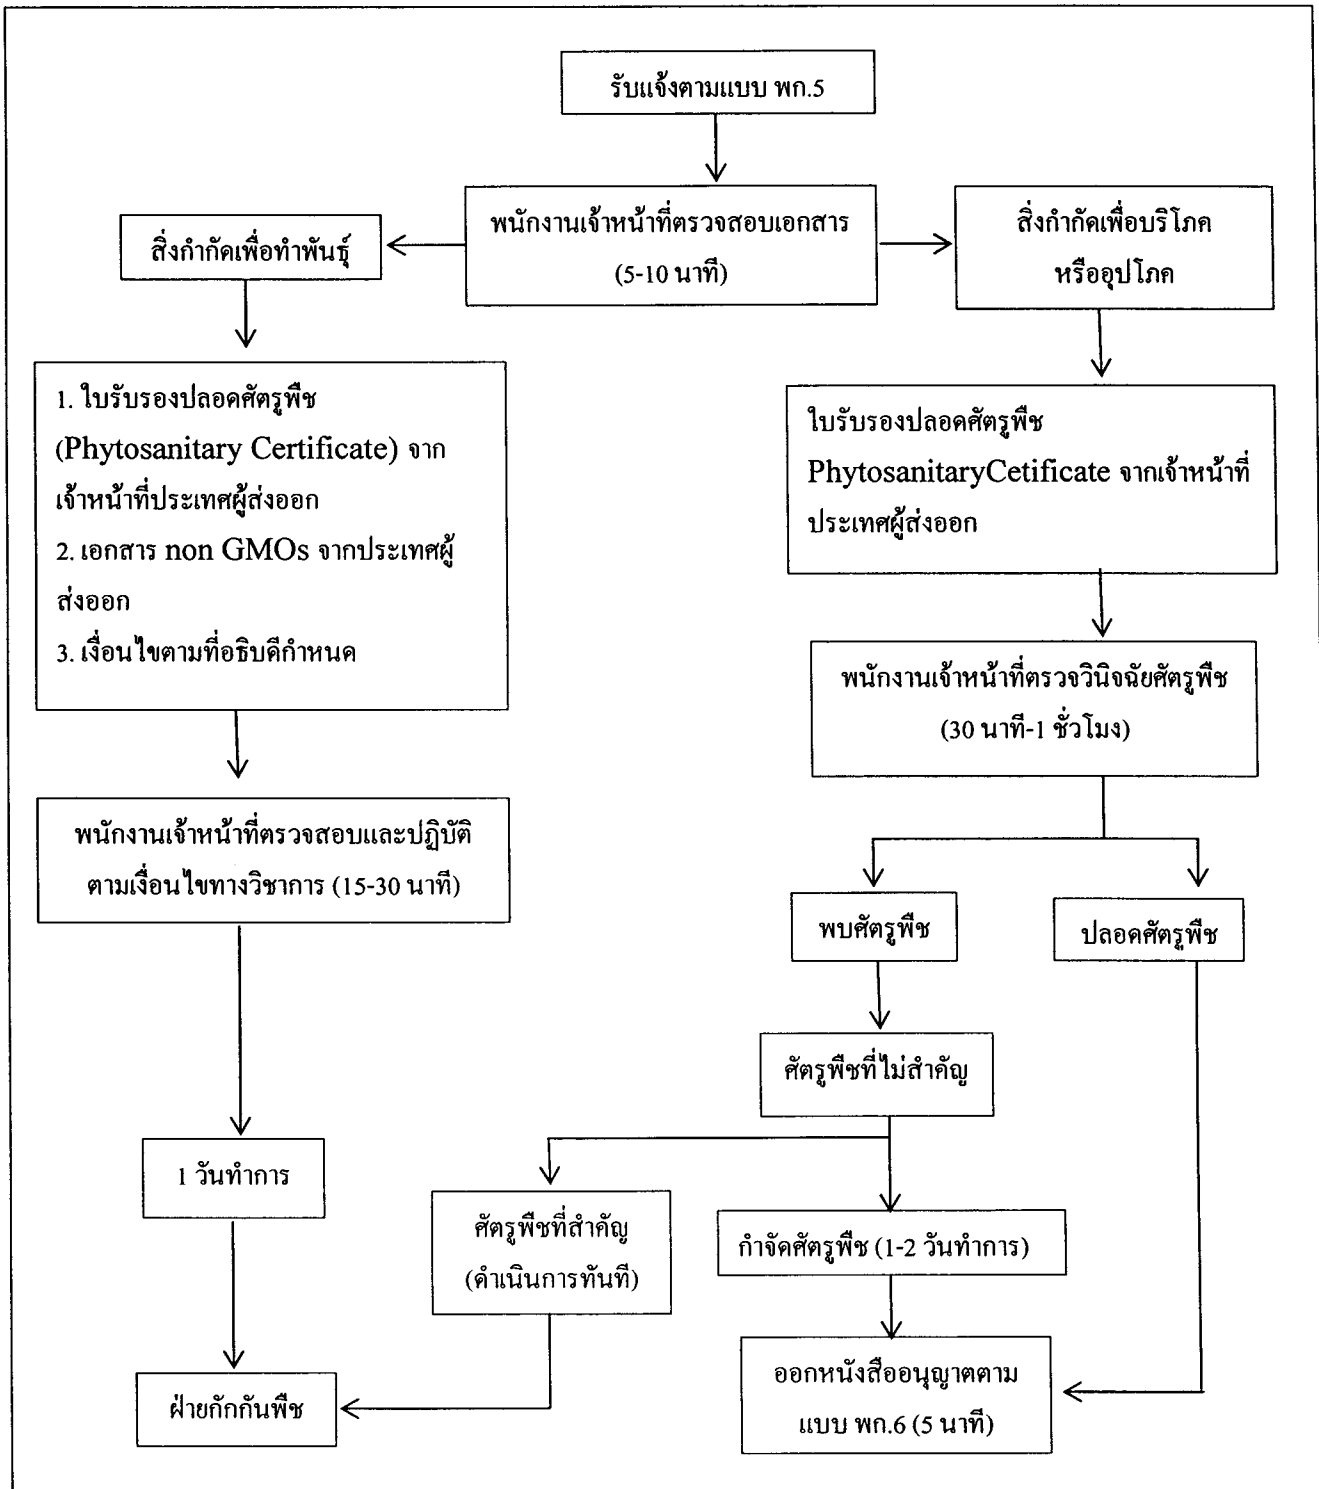 รับแจ้งตามแบบ พก.5
พนักงานเจ้าหน้าที่ตรวจสอบเอกสาร
(5-10 นาที)
สิ่งกำกัดเพื่อทำพันธุ์
สิ่งกำกัดเพื่อบริโภค
หรืออุปโภค
1. ใบรับรองปลอดศัตรูพืช
(Phytosanitary Certificate) จาก
เจ้าหน้าที่ประเทศผู้ส่งออก
2. เอกสาร non GMOs จากประเทศผู้
ส่งออก
3. เงื่อนไขตามที่อธิบดีกำหนด
ใบรับรองปลอดศัตรูพืช
PhytosanitaryCetificate จากเจ้าหน้าที่
ประเทศผู้ส่งออก
พนักงานเจ้าหน้าที่ตรวจวินิจฉัยศัตรูพืช
(30 นาที-1 ชั่วโมง)
พนักงานเจ้าหน้าที่ตรวจสอบและปฏิบัติ
ตามเงื่อนไขทางวิชาการ (15-30 นาที)
พบศัตรูพืช
ปลอดศัตรูพืช
ศัตรูพืชที่ไม่สำคัญ
1 วันทำการ
ศัตรูพืชที่สำคัญ
(ดำเนินการทันที)
กำจัดศัตรูพืช (1-2 วันทำการ)
ฝ่ายกักกันพืช
ออกหนังสืออนุญาตตาม
แบบ พก.6 (5 นาที)